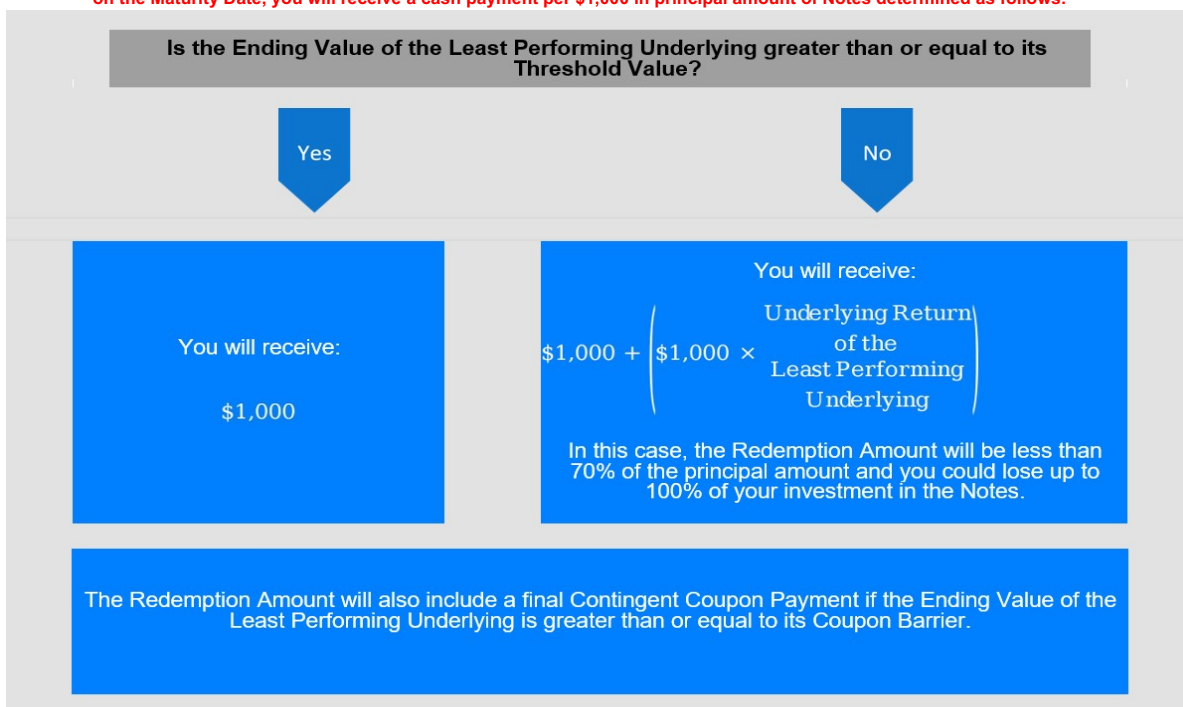 on the Maturity Date, you will receive a cash payment per $1,000 in principal amount of Notes determined as follows:
Is the Ending Value of the Least Performing Underlying greater than or equal to its
Threshold Value?
Yes
No
You will receive:
$1,000
You will receive:
$1,000 + ($1,000 × Underlying Return
of the
Least Performing
Underlying)
In this case, the Redemption Amount will be less than
70% of the principal amount and you could lose up to
100% of your investment in the Notes.
The Redemption Amount will also include a final Contingent Coupon Payment if the Ending Value of the
Least Performing Underlying is greater than or equal to its Coupon Barrier.